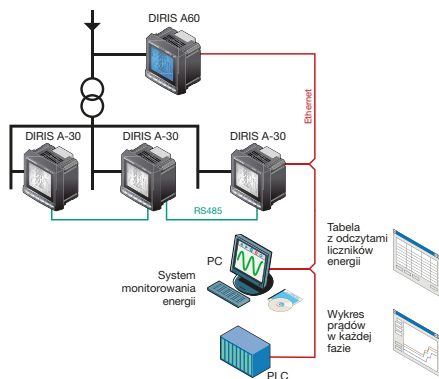 DIRIS A60
Ethernet
DIRIS A-30
DIRIS A-30
DIRIS A-30
RS485
PC
System
monitorowania
energii
Tabela
z odczytami
liczników
energii
Wykres
prądów
w każdej
fazie
PLC